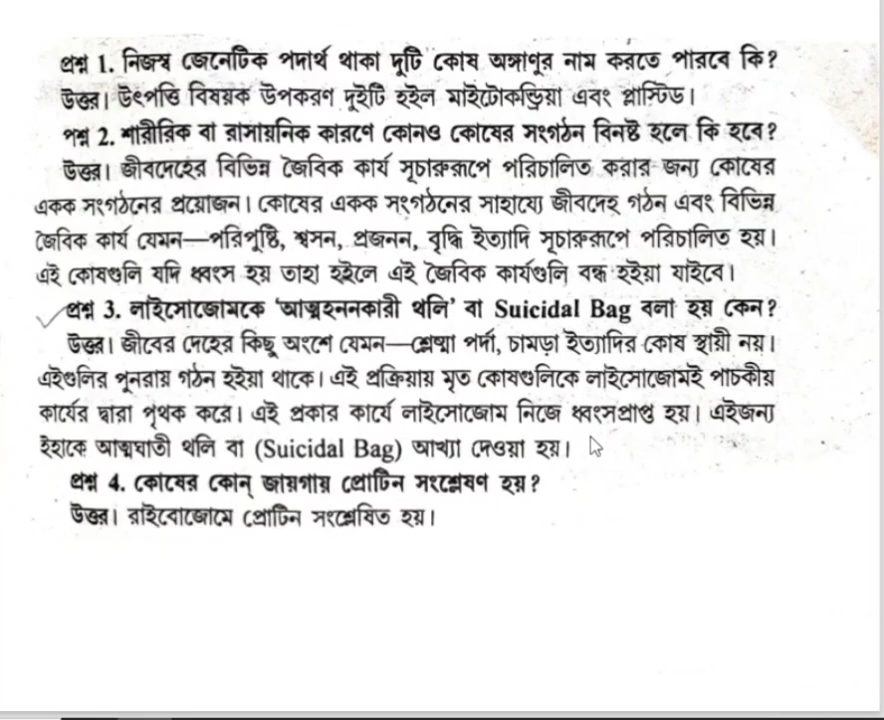 প্রশ্ন 1. নিজস্ব জেনেটিক পদার্থ থাকা দুটি কোষ অঙ্গাণুর নাম করতে পারবে কি?
উত্তর। উৎপত্তি বিষয়ক উপকরণ দুইটি হইল মাইটোকন্ড্রিয়া এবং প্লাস্টিড।
পশ্ন 2. শারীরিক বা রাসায়নিক কারণে কোনও কোষের সংগঠন বিনষ্ট হলে কি হবে?
উত্তর। জীবদেহের বিভিন্ন জৈবিক কার্য সূচারুরূপে পরিচালিত করার জন্য কোষের
একক সংগঠনের প্রয়োজন। কোষের একক সংগঠনের সাহায্যে জীবদেহ গঠন এবং বিভিন্ন
জৈবিক কার্য যেমন—পরিপুষ্টি, শ্বসন, প্রজনন, বৃদ্ধি ইত্যাদি সূচারুরূপে পরিচালিত হয়।
এই কোষগুলি যদি ধ্বংস হয় তাহা হইলে এই জৈবিক কার্যগুলি বন্ধ হইয়া যাইবে।
প্রশ্ন 3. লাইসোজোমকে ‘আত্মহননকারী থলি’ বা Suicidal Bag বলা হয় কেন?
উত্তর। জীবের দেহের কিছু অংশে যেমন—শ্লেষ্মা পর্দা, চামড়া ইত্যাদির কোষ স্থায়ী নয়।
এইগুলির পুনরায় গঠন হইয়া থাকে। এই প্রক্রিয়ায় মৃত কোষগুলিকে লাইসোজোমই পাচকীয়
কার্যের দ্বারা পৃথক করে। এই প্রকার কার্যে লাইসোজোম নিজে ধ্বংসপ্রাপ্ত হয়। এইজন্য
ইহাকে আত্মঘাতী থলি বা (Suicidal Bag) আখ্যা দেওয়া হয়।
প্রশ্ন 4. কোষের কোন্ জায়গায় প্রোটিন সংশ্লেষণ হয়?
উত্তর। রাইবোজোমে প্রোটিন সংশ্লেষিত হয়।